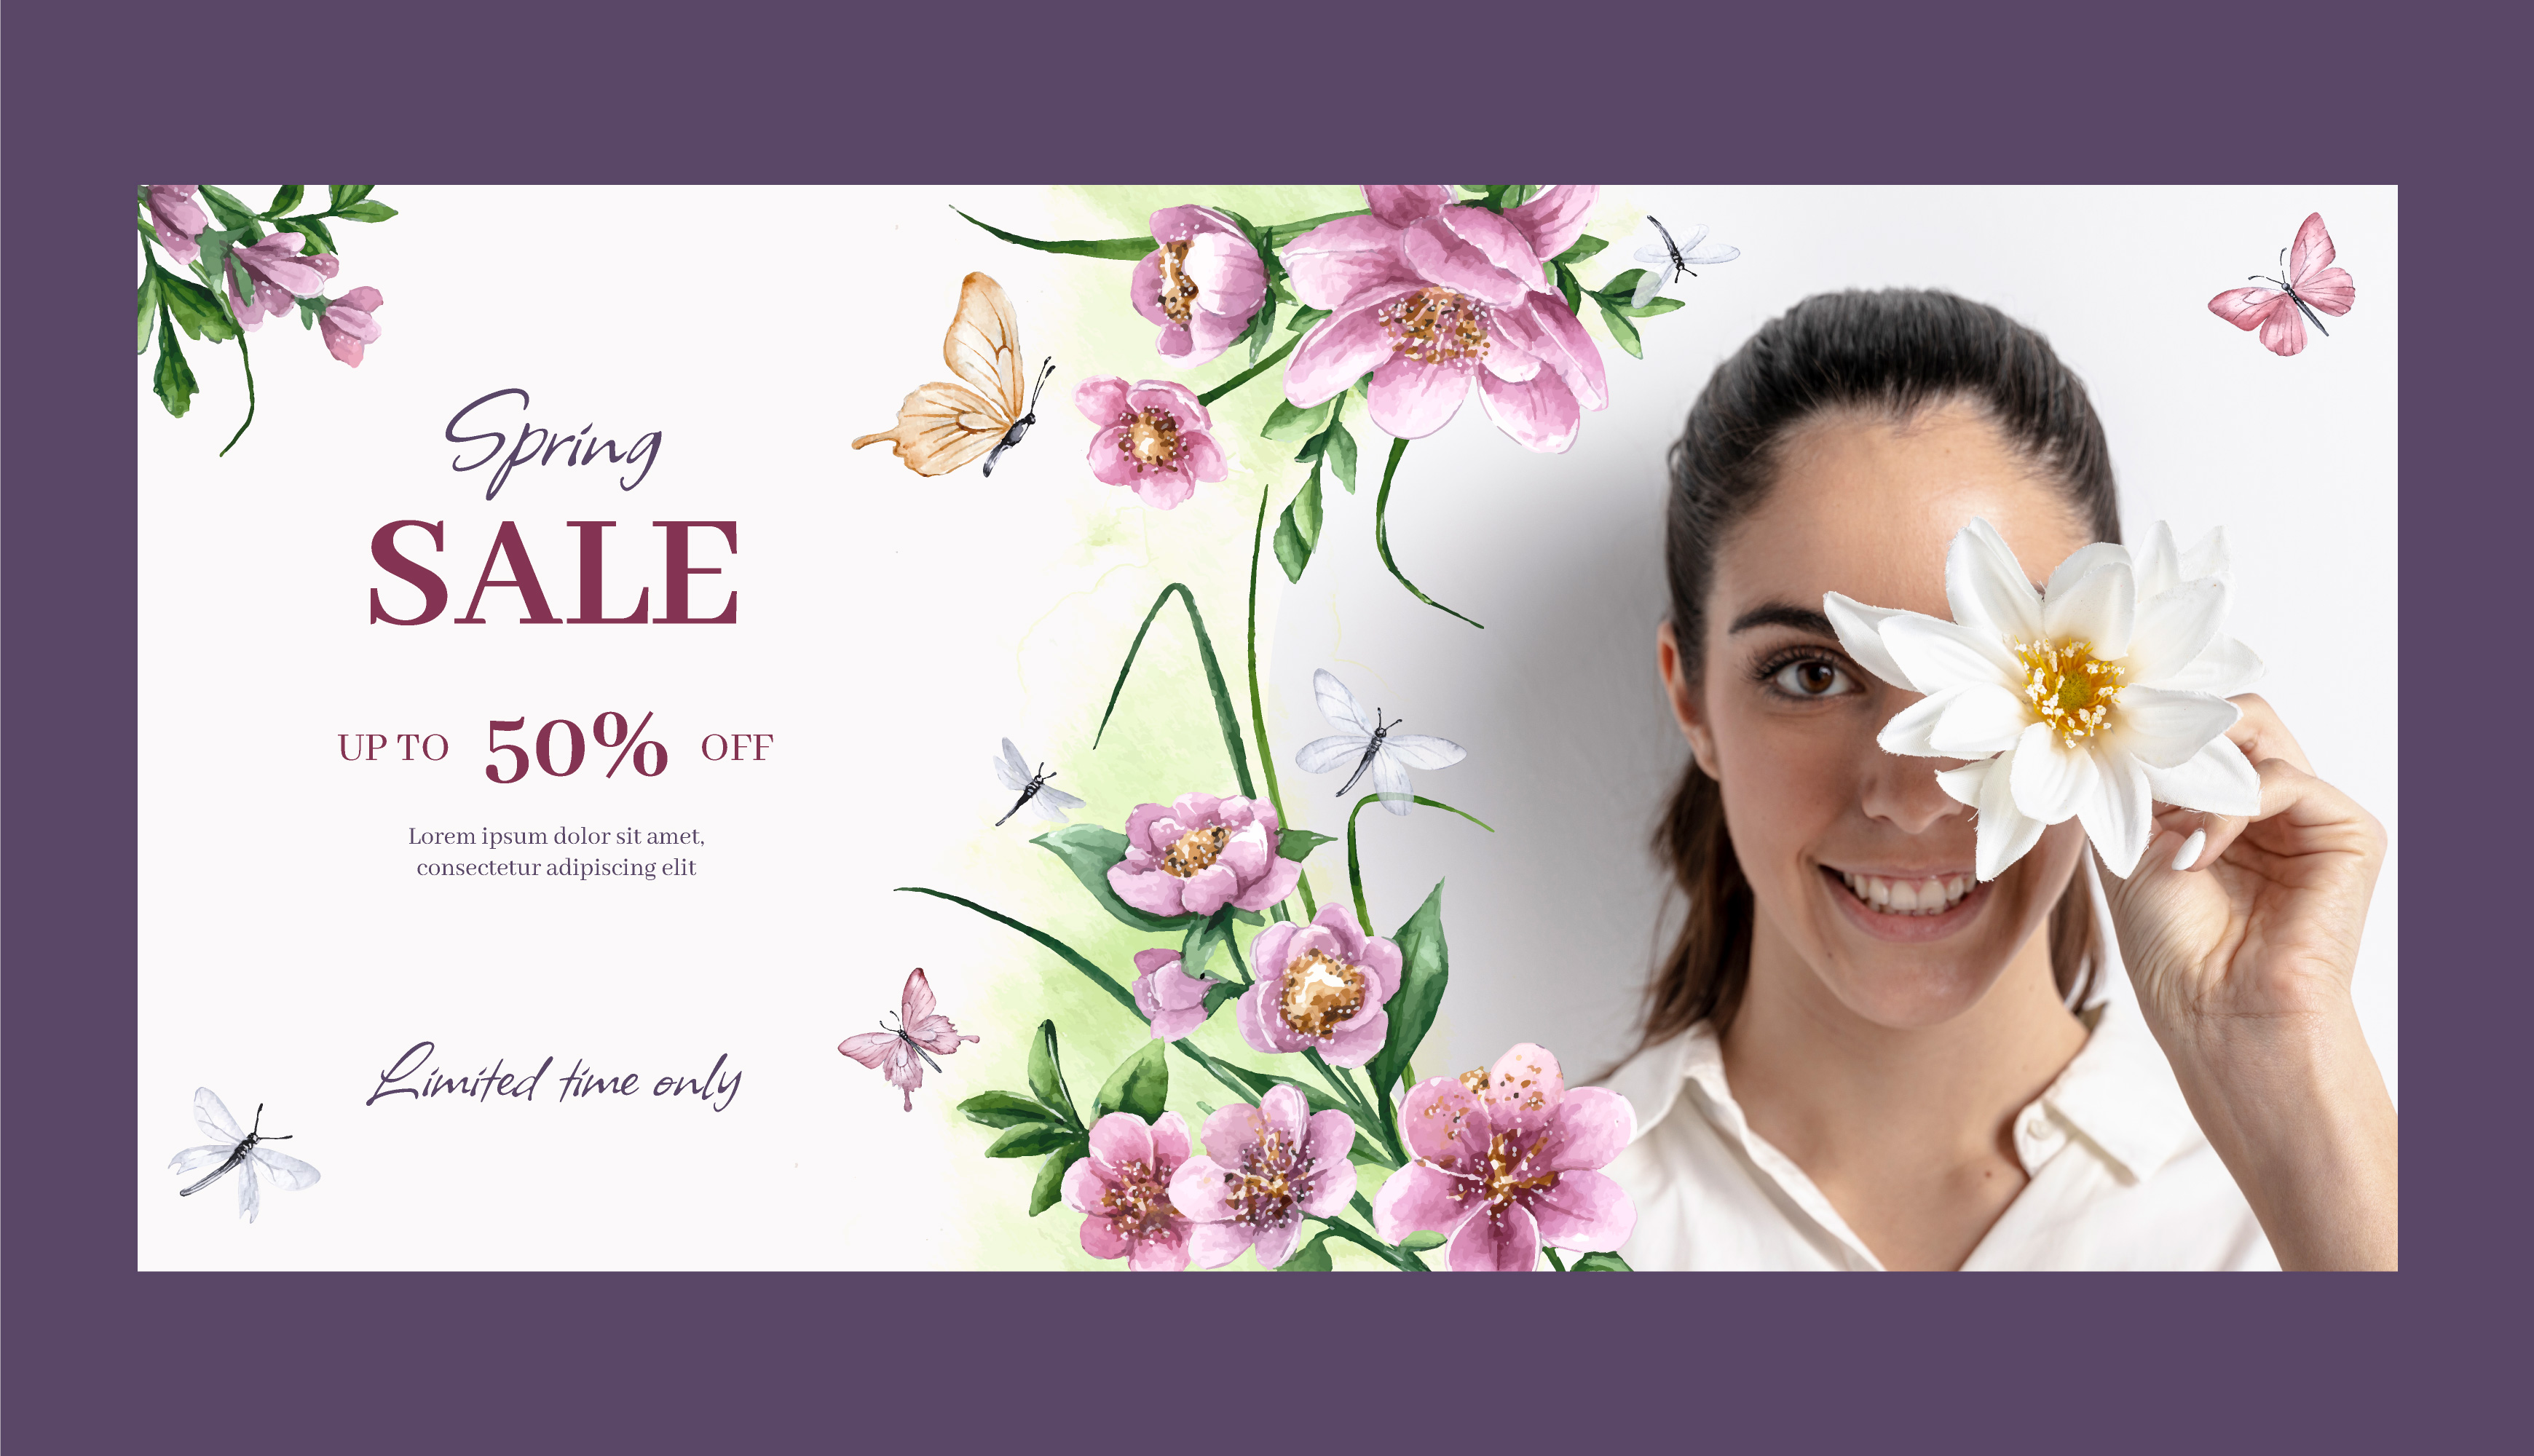 Spring
SALE
UP TO 50% OFF
Lorem ipsum dolor sit amet,
consectetur adipiscing elit
Limited time only